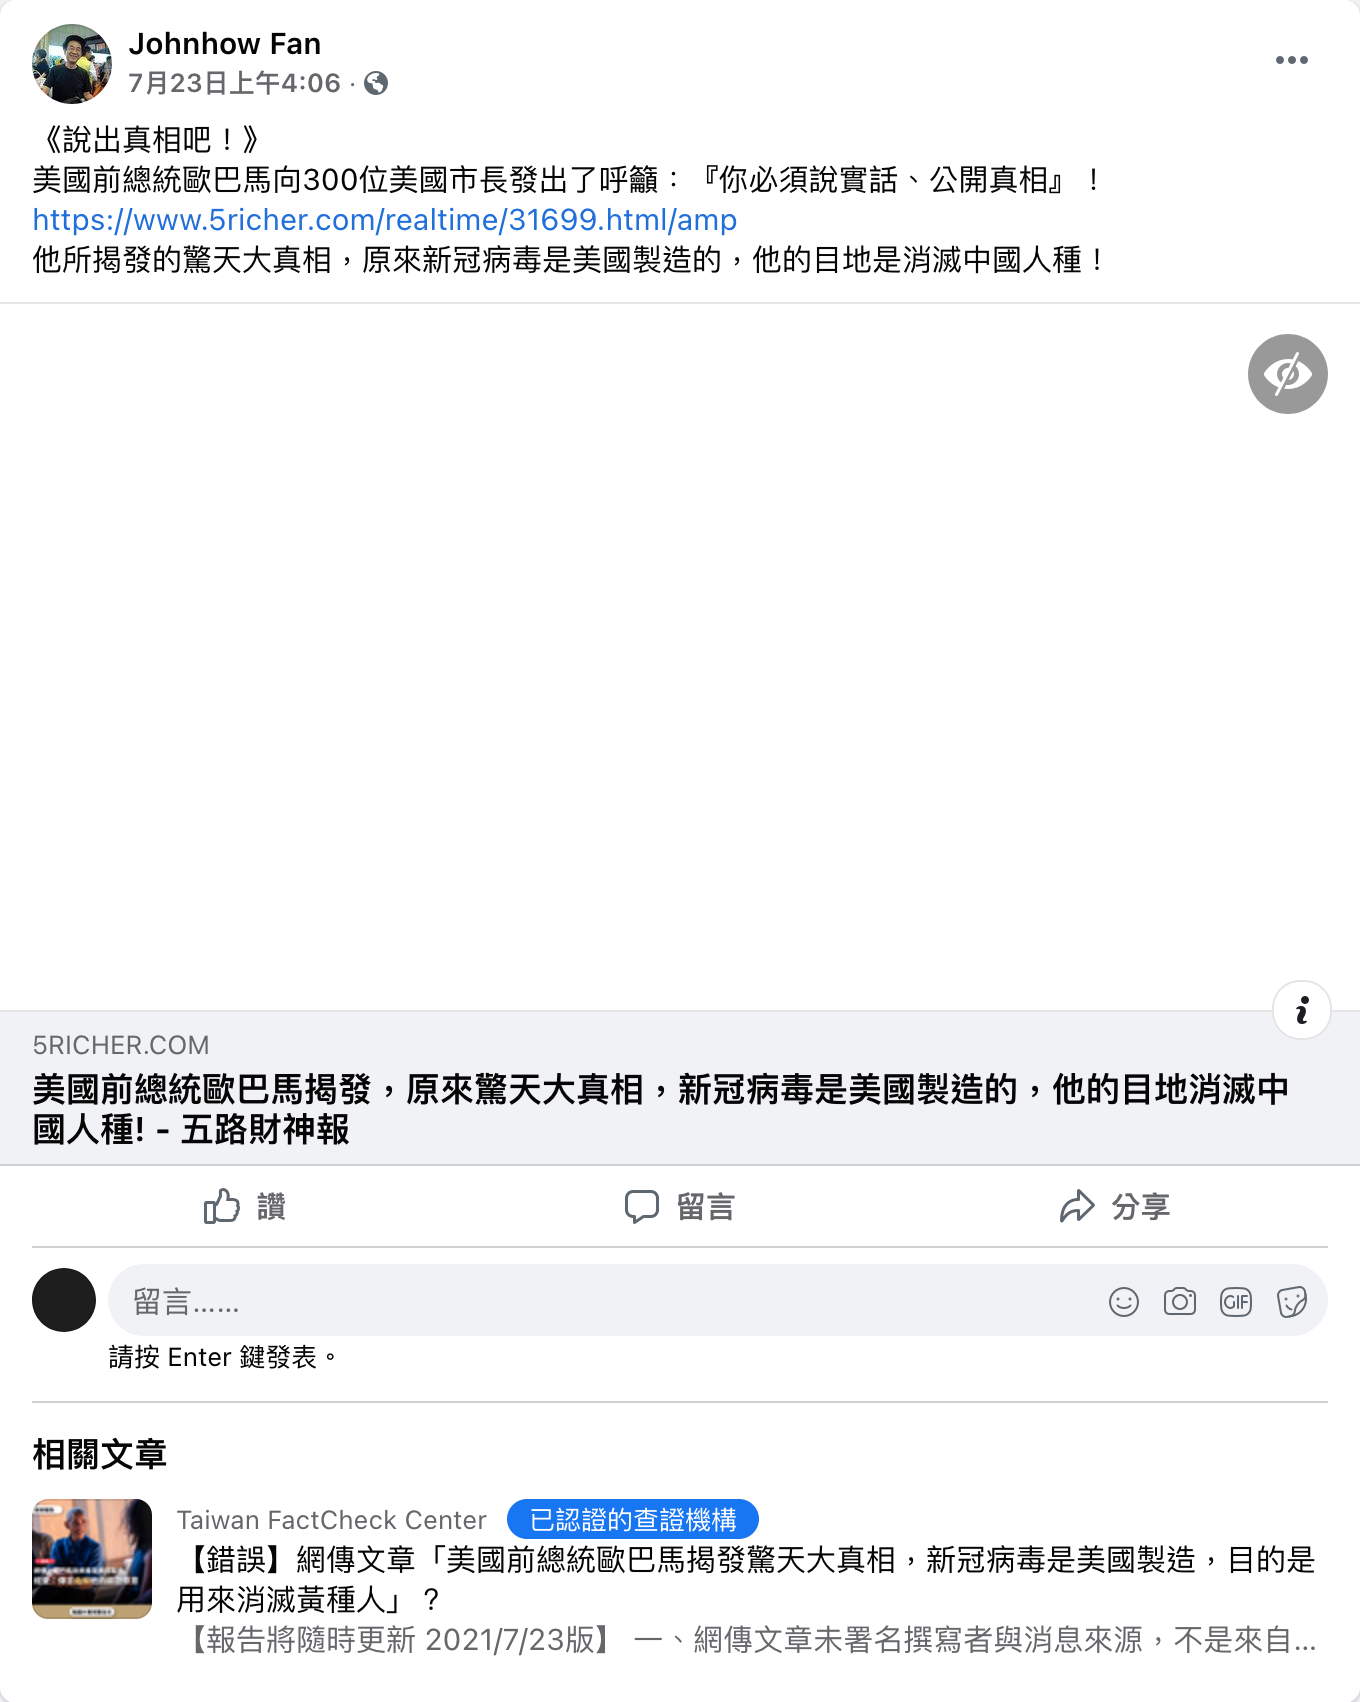 Johnhow Fan
7月23日上午4:06 ·
《說出真相吧！》
美國前總統歐巴馬向300位美國市長發出了呼籲：『你必須說實話、公開真相』！
https://www.5richer.com/realtime/31699.html/amp
他所揭發的驚天大真相，原來新冠病毒是美國製造的，他的目地是消滅中國人種！
5RICHER.COM
美國前總統歐巴馬揭發，原來驚天大真相，新冠病毒是美國製造的，他的目地消滅中
國人種! - 五路財神報
讚
留言
分享
留言......
GIF
請按 Enter 鍵發表。
相關文章
Taiwan FactCheck Center 已認證的查證機構
【錯誤】網傳文章「美國前總統歐巴馬揭發驚天大真相，新冠病毒是美國製造，目的是
用來消滅黃種人」？
【報告將隨時更新 2021/7/23版】 一、網傳文章未署名撰寫者與消息來源，不是來自...